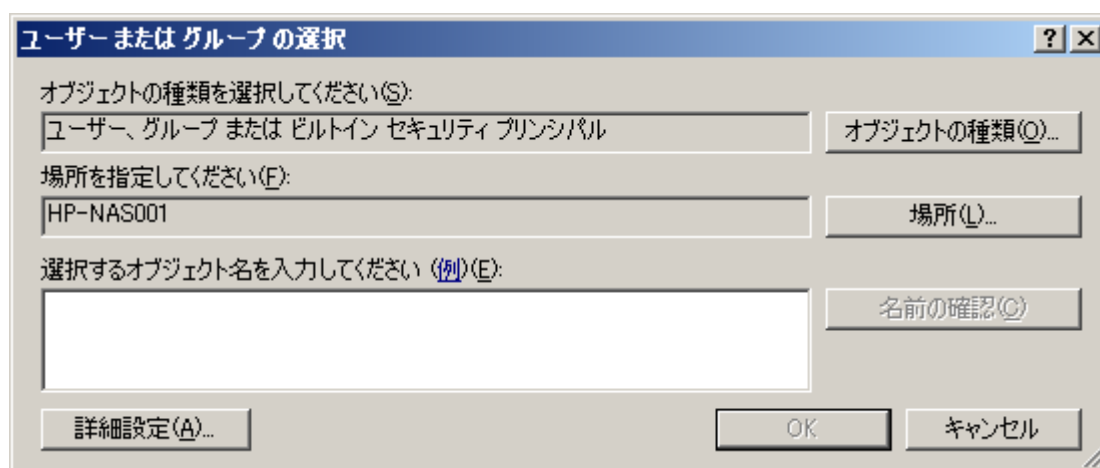 ユーザー または グループ の選択
オブジェクトの種類を選択してください(S):
ユーザー、グループ または ビルトイン セキュリティ プリンシパル
オブジェクトの種類(O)...
場所を指定してください(F):
HP-NAS001
場所(L)...
選択するオブジェクト名を入力してください (例)(E):
名前の確認(C)
詳細設定(A)...
OK
キャンセル